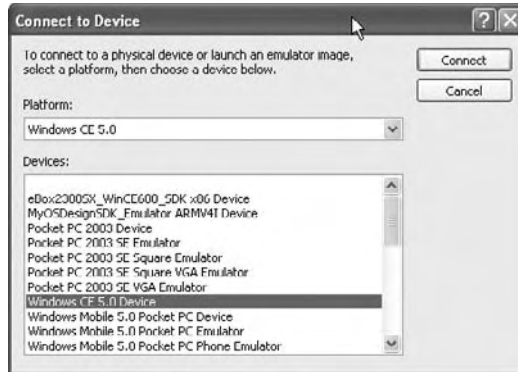 Connect to Device
To connect to a physical device or launch an emulator image,
select a platform, then choose a device below.
Connect
Cancel
Platform:
Windows CE 5.0
Devices:
eBox2300SX_WinCE600_SDK x86 Device
MyOSDesignSDK_Emulator ARMV4I Device
Pocket PC 2003 Device
Pocket PC 2003 SE Emulator
Pocket PC 2003 SE Square Emulator
Pocket PC 2003 SE Square VGA Emulator
Pocket PC 2003 SE VGA Emulator
Windows CE 5.0 Device
Windows Mobile 5.0 Pocket PC Device
Windows Mobile 5.0 Pocket PC Emulator
Windows Mobile 5.0 Pocket PC Phone Emulator